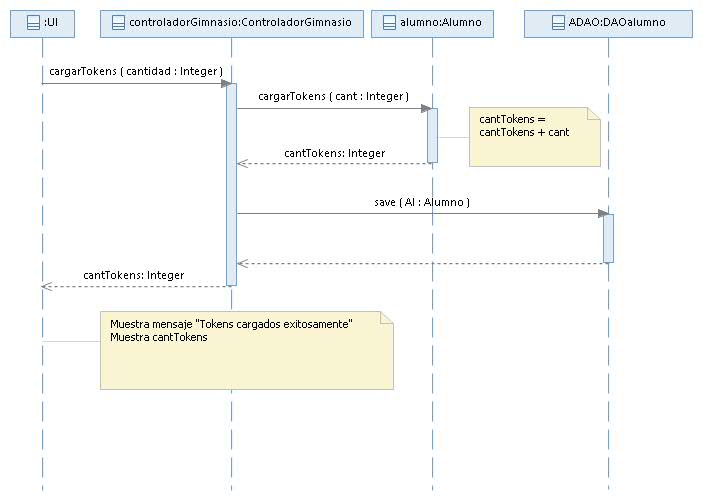 :UI
controladorGimnasio:ControladorGimnasio
alumno:Alumno
ADAO:DAOalumno
cargarTokens ( cantidad : Integer )
cargarTokens ( cant : Integer )
cantTokens =
cantTokens + cant
cantTokens: Integer
save ( Al : Alumno )
cantTokens: Integer
Muestra mensaje "Tokens cargados exitosamente"
Muestra cantTokens